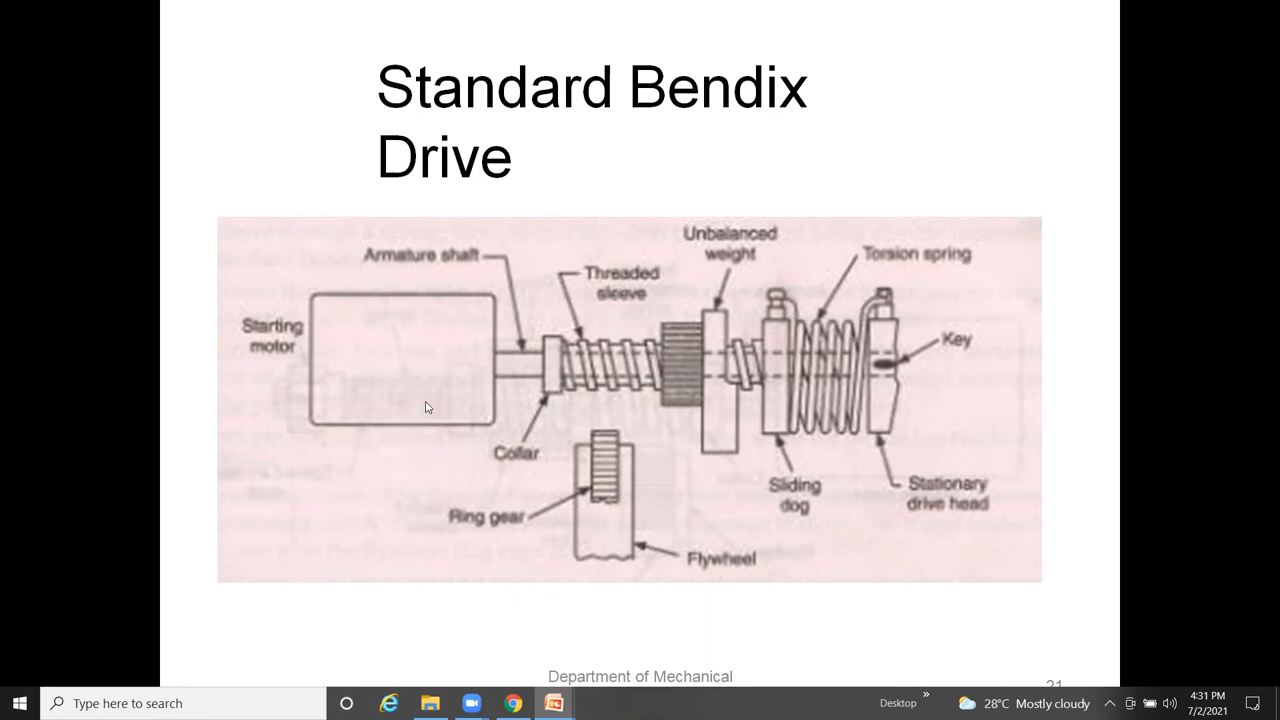 Standard Bendix
Drive
Unbalanced
weight
Armature shaft
Torsion spring
Threaded
sleeve
Starting
motor
Key
Collar
Sliding
dog
Stationary
drive head
Ring gear
Flywheel
Department of Mechanical
21
Type here to search
Desktop
28°C Mostly cloudy
4:31 PM
7/2/2021